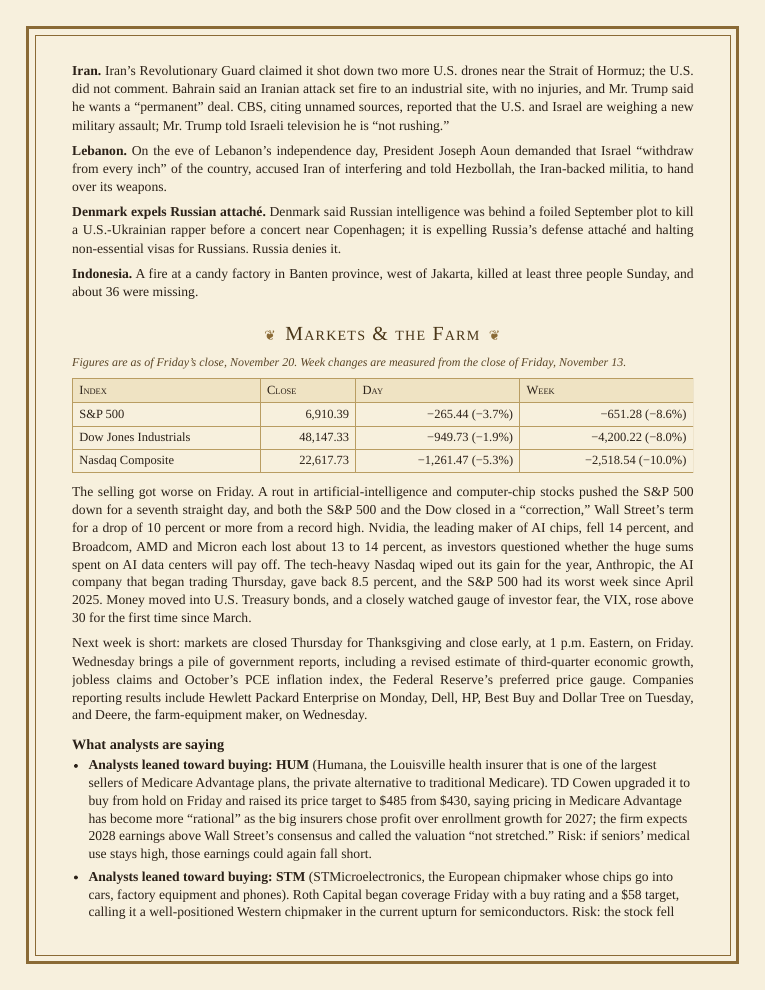 Iran. Iran’s Revolutionary Guard claimed it shot down two more U.S. drones near the Strait of Hormuz; the U.S.
did not comment. Bahrain said an Iranian attack set fire to an industrial site, with no injuries, and Mr. Trump said
he wants a “permanent” deal. CBS, citing unnamed sources, reported that the U.S. and Israel are weighing a new
military assault; Mr. Trump told Israeli television he is “not rushing.”
Lebanon. On the eve of Lebanon’s independence day, President Joseph Aoun demanded that Israel “withdraw
from every inch” of the country, accused Iran of interfering and told Hezbollah, the Iran-backed militia, to hand
over its weapons.
Denmark expels Russian attaché. Denmark said Russian intelligence was behind a foiled September plot to kill
a U.S.-Ukrainian rapper before a concert near Copenhagen; it is expelling Russia’s defense attaché and halting
non-essential visas for Russians. Russia denies it.
Indonesia. A fire at a candy factory in Banten province, west of Jakarta, killed at least three people Sunday, and
about 36 were missing.
❦ Markets & the Farm ❦
Figures are as of Friday’s close, November 20. Week changes are measured from the close of Friday, November 13.
Index Close Day Week
S&P 500 6,910.39 −265.44 (−3.7%) −651.28 (−8.6%)
Dow Jones Industrials 48,147.33 −949.73 (−1.9%) −4,200.22 (−8.0%)
Nasdaq Composite 22,617.73 −1,261.47 (−5.3%) −2,518.54 (−10.0%)
The selling got worse on Friday. A rout in artificial-intelligence and computer-chip stocks pushed the S&P 500
down for a seventh straight day, and both the S&P 500 and the Dow closed in a “correction,” Wall Street’s term
for a drop of 10 percent or more from a record high. Nvidia, the leading maker of AI chips, fell 14 percent, and
Broadcom, AMD and Micron each lost about 13 to 14 percent, as investors questioned whether the huge sums
spent on AI data centers will pay off. The tech-heavy Nasdaq wiped out its gain for the year, Anthropic, the AI
company that began trading Thursday, gave back 8.5 percent, and the S&P 500 had its worst week since April
2025. Money moved into U.S. Treasury bonds, and a closely watched gauge of investor fear, the VIX, rose above
30 for the first time since March.
Next week is short: markets are closed Thursday for Thanksgiving and close early, at 1 p.m. Eastern, on Friday.
Wednesday brings a pile of government reports, including a revised estimate of third-quarter economic growth,
jobless claims and October’s PCE inflation index, the Federal Reserve’s preferred price gauge. Companies
reporting results include Hewlett Packard Enterprise on Monday, Dell, HP, Best Buy and Dollar Tree on Tuesday,
and Deere, the farm-equipment maker, on Wednesday.
What analysts are saying
• Analysts leaned toward buying: HUM (Humana, the Louisville health insurer that is one of the largest
sellers of Medicare Advantage plans, the private alternative to traditional Medicare). TD Cowen upgraded it to
buy from hold on Friday and raised its price target to $485 from $430, saying pricing in Medicare Advantage
has become more “rational” as the big insurers chose profit over enrollment growth for 2027; the firm expects
2028 earnings above Wall Street’s consensus and called the valuation “not stretched.” Risk: if seniors’ medical
use stays high, those earnings could again fall short.
• Analysts leaned toward buying: STM (STMicroelectronics, the European chipmaker whose chips go into
cars, factory equipment and phones). Roth Capital began coverage Friday with a buy rating and a $58 target,
calling it a well-positioned Western chipmaker in the current upturn for semiconductors. Risk: the stock fell